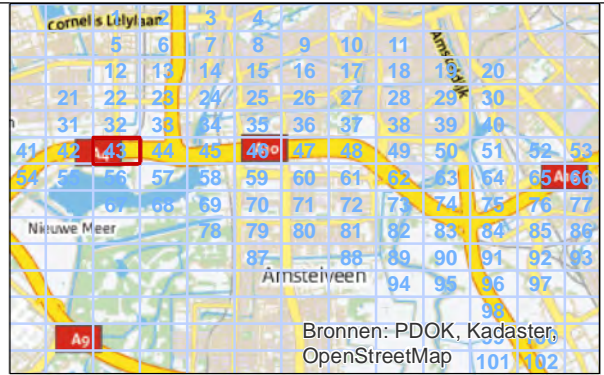 Cornelis Lelylaan 1 2 3 4
5 6 7 8 9 10 11
Amsteldijk
12 13 14 15 16 17 18 19 20
21 22 23 24 25 26 27 28 29 30
31 32 33 34 35 36 37 38 39 40
41 42 43 44 45 46 47 48 49 50 51 52 53
54 55 56 57 58 59 60 61 62 63 64 65 66
67 68 69 70 71 72 73 74 75 76 77
Nieuwe Meer 78 79 80 81 82 83 84 85 86
87 88 89 90 91 92 93
Amstelveen 94 95 96 97
98
Bronnen: PDOK, Kadaster,
A9
OpenStreetMap 101 102